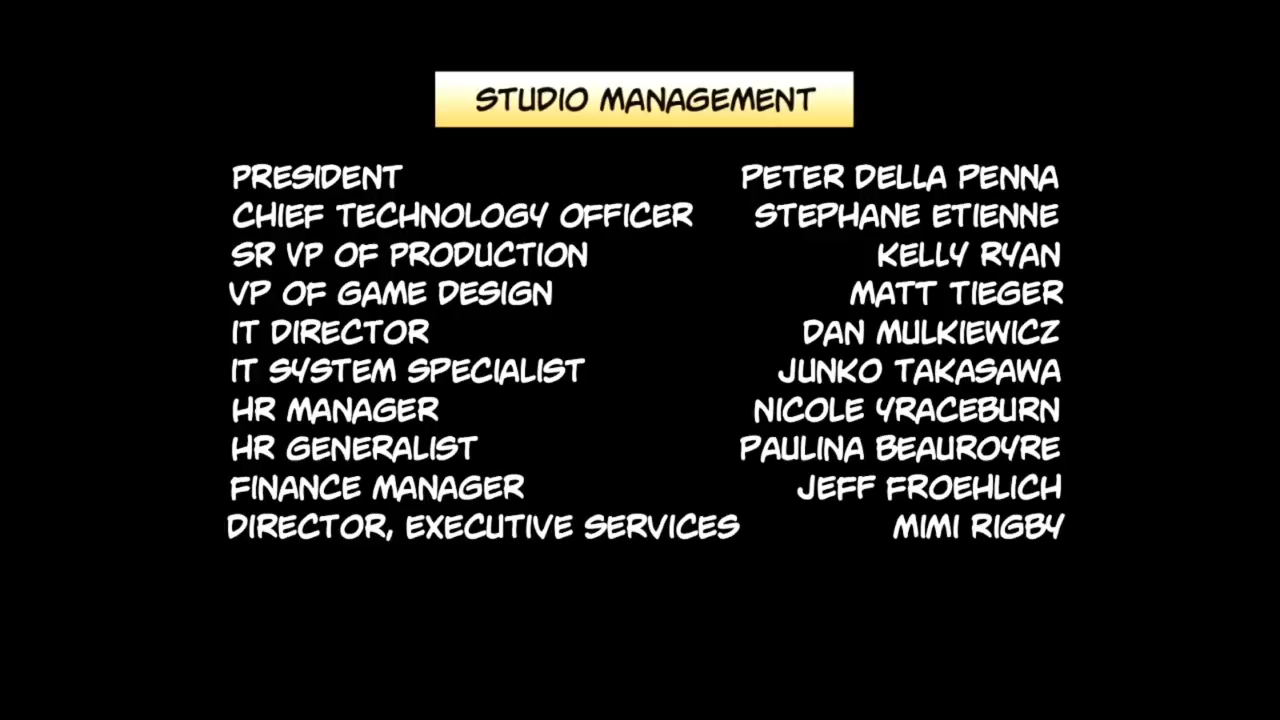 STUDIO MANAGEMENT
PRESIDENT PETER DELLA PENNA
CHIEF TECHNOLOGY OFFICER STEPHANE ETIENNE
SR VP OF PRODUCTION KELLY RYAN
VP OF GAME DESIGN MATT TIEGER
IT DIRECTOR DAN MULKIEWICZ
IT SYSTEM SPECIALIST JUNKO TAKASAWA
HR MANAGER NICOLE YRACEBURN
HR GENERALIST PAULINA BEAUROYRE
FINANCE MANAGER JEFF FROEHLICH
DIRECTOR, EXECUTIVE SERVICES MIMI RIGBY